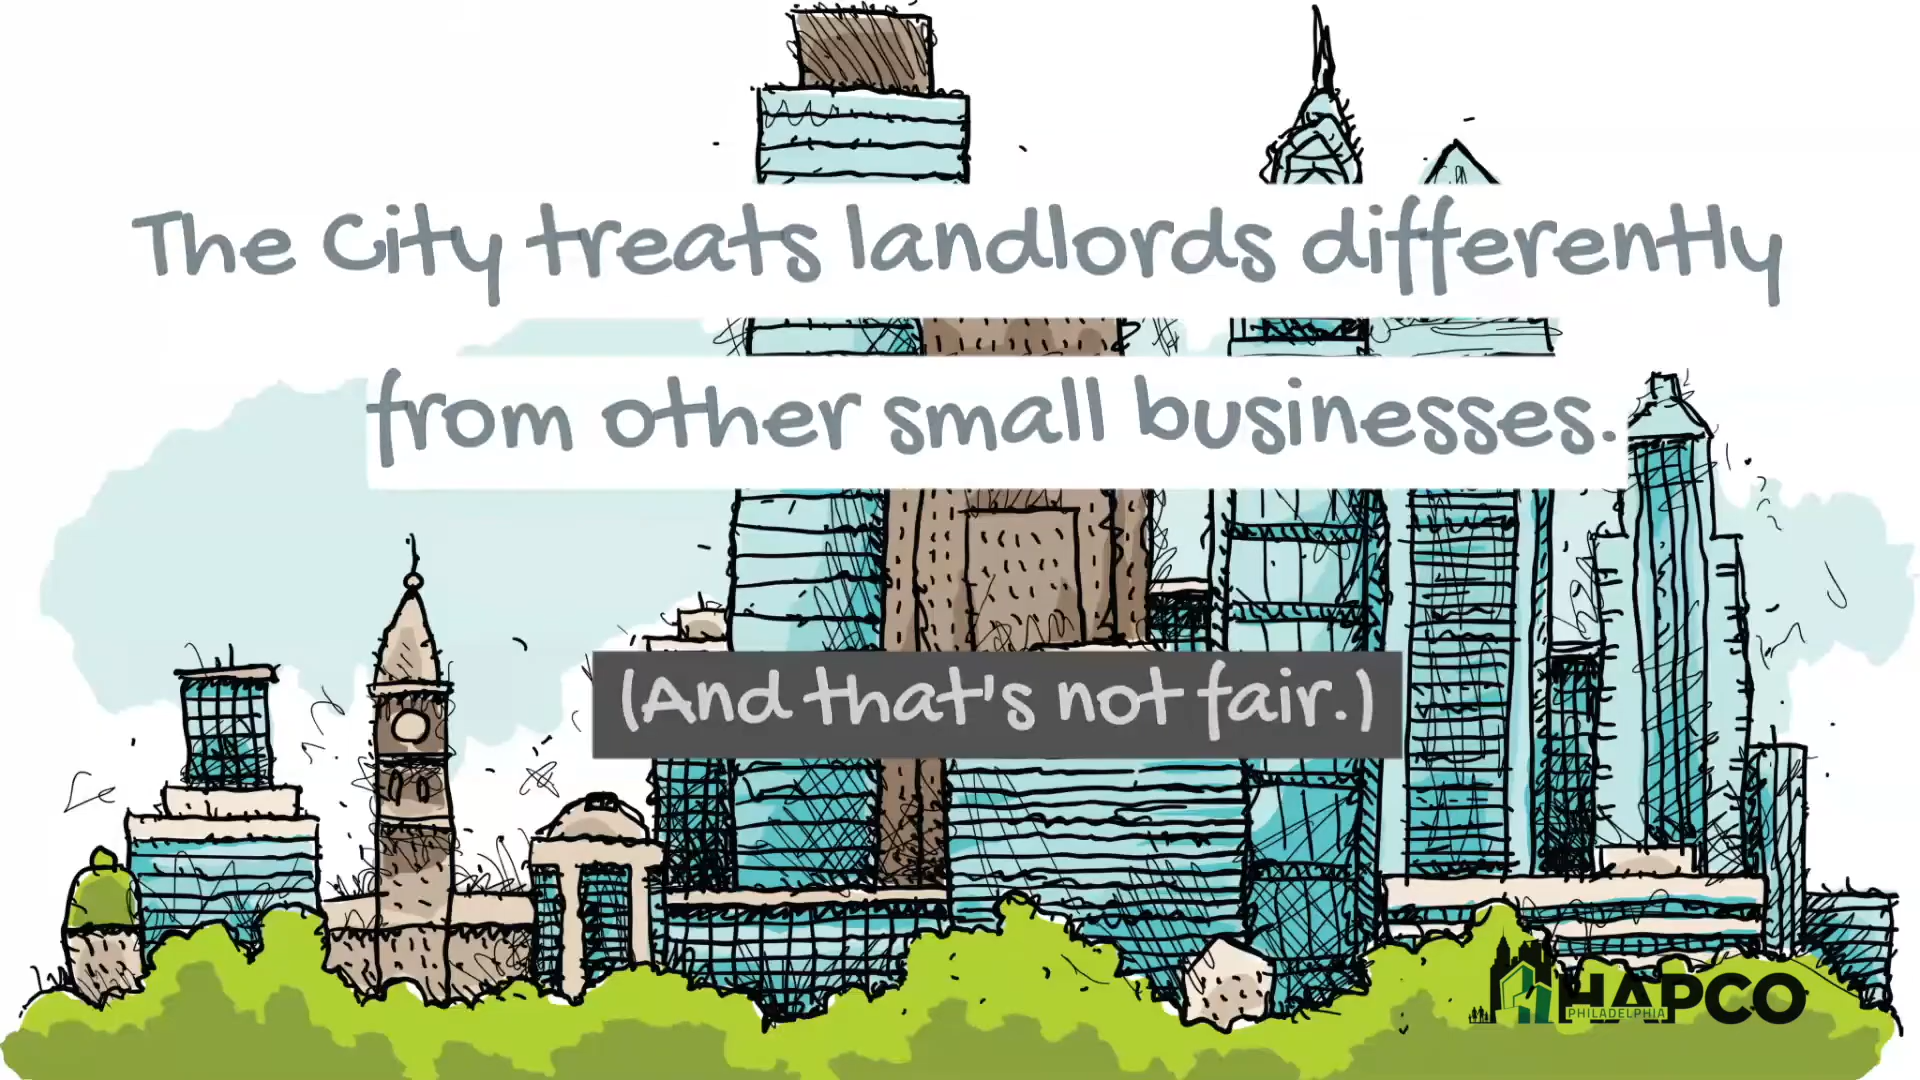 The City treats landlords differently
from other small businesses.
(And that's not fair.)
HAPCO
PHILADELPHIA